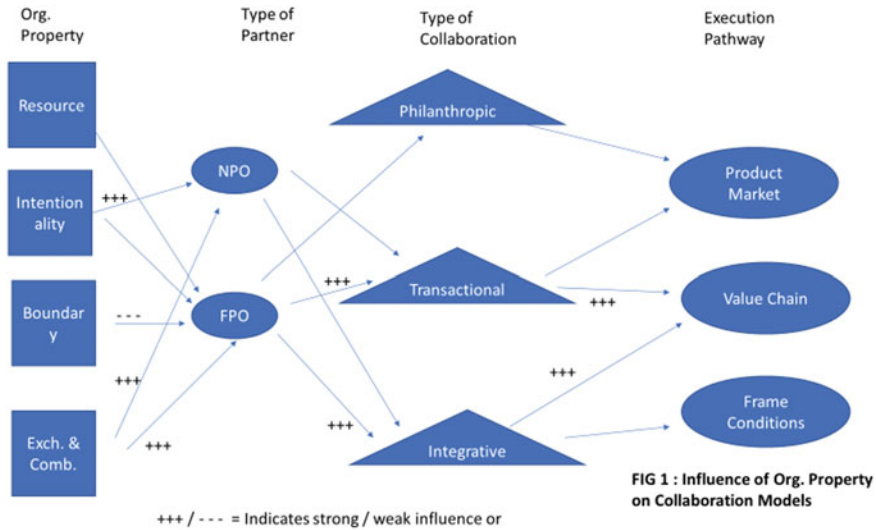 Org.
Property
Type of
Partner
Type of
Collaboration
Execution
Pathway
Resource
Philanthropic
NPO
Product
Market
+++
Intention
ality
+++
Transactional
Boundar
y
- - -
FPO
+++
Value Chain
+++
+++
Exch. &
Comb.
+++
+++
Integrative
Frame
Conditions
FIG 1 : Influence of Org. Property
on Collaboration Models
+++ / - - - = Indicates strong / weak influence or